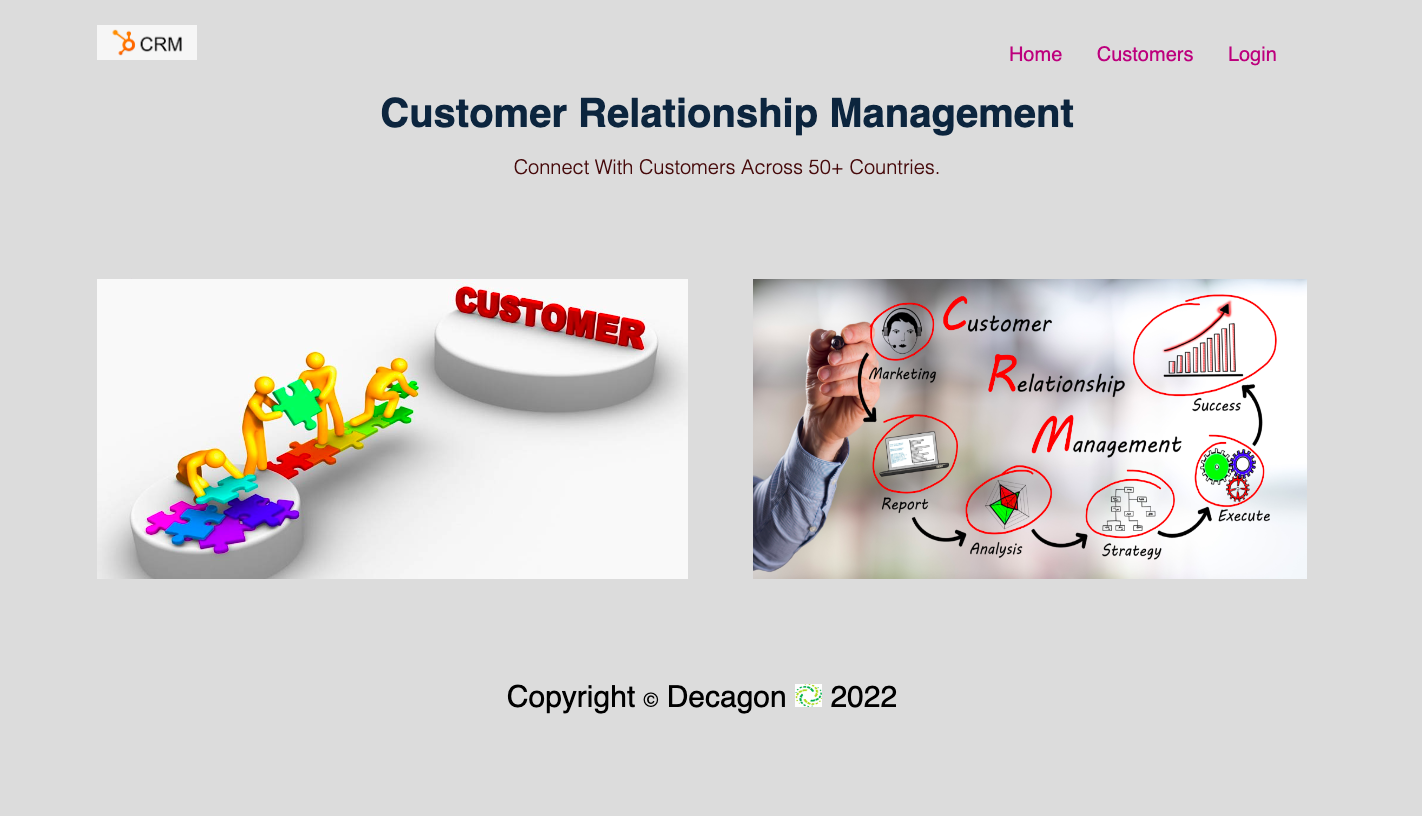 CRM
Home Customers Login
Customer Relationship Management
Connect With Customers Across 50+ Countries.
CUSTOMER
Customer
Relationship
Management
Marketing
Report
Analysis
Strategy
Execute
Success
Copyright © Decagon 2022